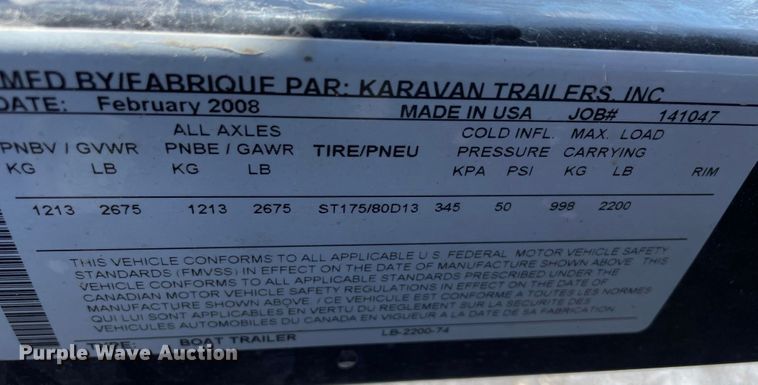 MFD BY/FABRIQUE PAR: KARAVAN TRAILERS, INC
DATE: February 2008 MADE IN USA JOB# 141047
PNBV / GVWR ALL AXLES PNBE / GAWR TIRE/PNEU COLD INFL. PRESSURE MAX. LOAD CARRYING
KG LB KG LB KPA PSI KG LB RIM
1213 2675 1213 2675 ST175/80D13 345 50 998 2200
THIS VEHICLE CONFORMS TO ALL APPLICABLE U.S. FEDERAL MOTOR VEHICLE SAFETY
STANDARDS (FMVSS) IN EFFECT ON THE DATE OF MANUFACTURE SHOWN ABOVE. THIS
VEHICLE CONFORMS TO ALL APPLICABLE STANDARDS PRESCRIBED UNDER THE
CANADIAN MOTOR VEHICLE SAFETY REGULATIONS IN EFFECT ON THE DATE OF
MANUFACTURE SHOWN ABOVE. / CE VEHICULE EST CONFORME A TOUTES LES NORMES
QUI LUI SONT APPLICABLES EN VERTU DU REGLEMENT SUR LA SECURITE DES
VEHICULES AUTOMOBILES DU CANADA EN VIGUEUR A LA DATE DE SA FABRICATION
TYPE: BOAT TRAILER LB-2200-74
Purple Wave Auction